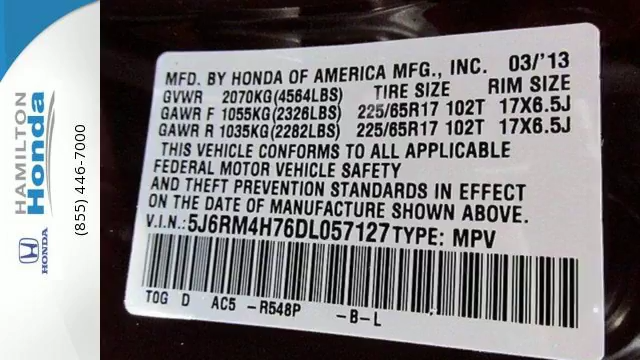 HAMILTON
Honda
HONDA
(855) 446-7000
MFD. BY HONDA OF AMERICA MFG., INC. 03/'13
GVWR 2070KG(4564LBS) TIRE SIZE RIM SIZE
GAWR F 1055KG(2326LBS) 225/65R17 102T 17X6.5J
GAWR R 1035KG(2282LBS) 225/65R17 102T 17X6.5J
THIS VEHICLE CONFORMS TO ALL APPLICABLE
FEDERAL MOTOR VEHICLE SAFETY
AND THEFT PREVENTION STANDARDS IN EFFECT
ON THE DATE OF MANUFACTURE SHOWN ABOVE.
V.I.N.:5J6RM4H76DL057127 TYPE: MPV
TOG D AC5 -R548P -B-L